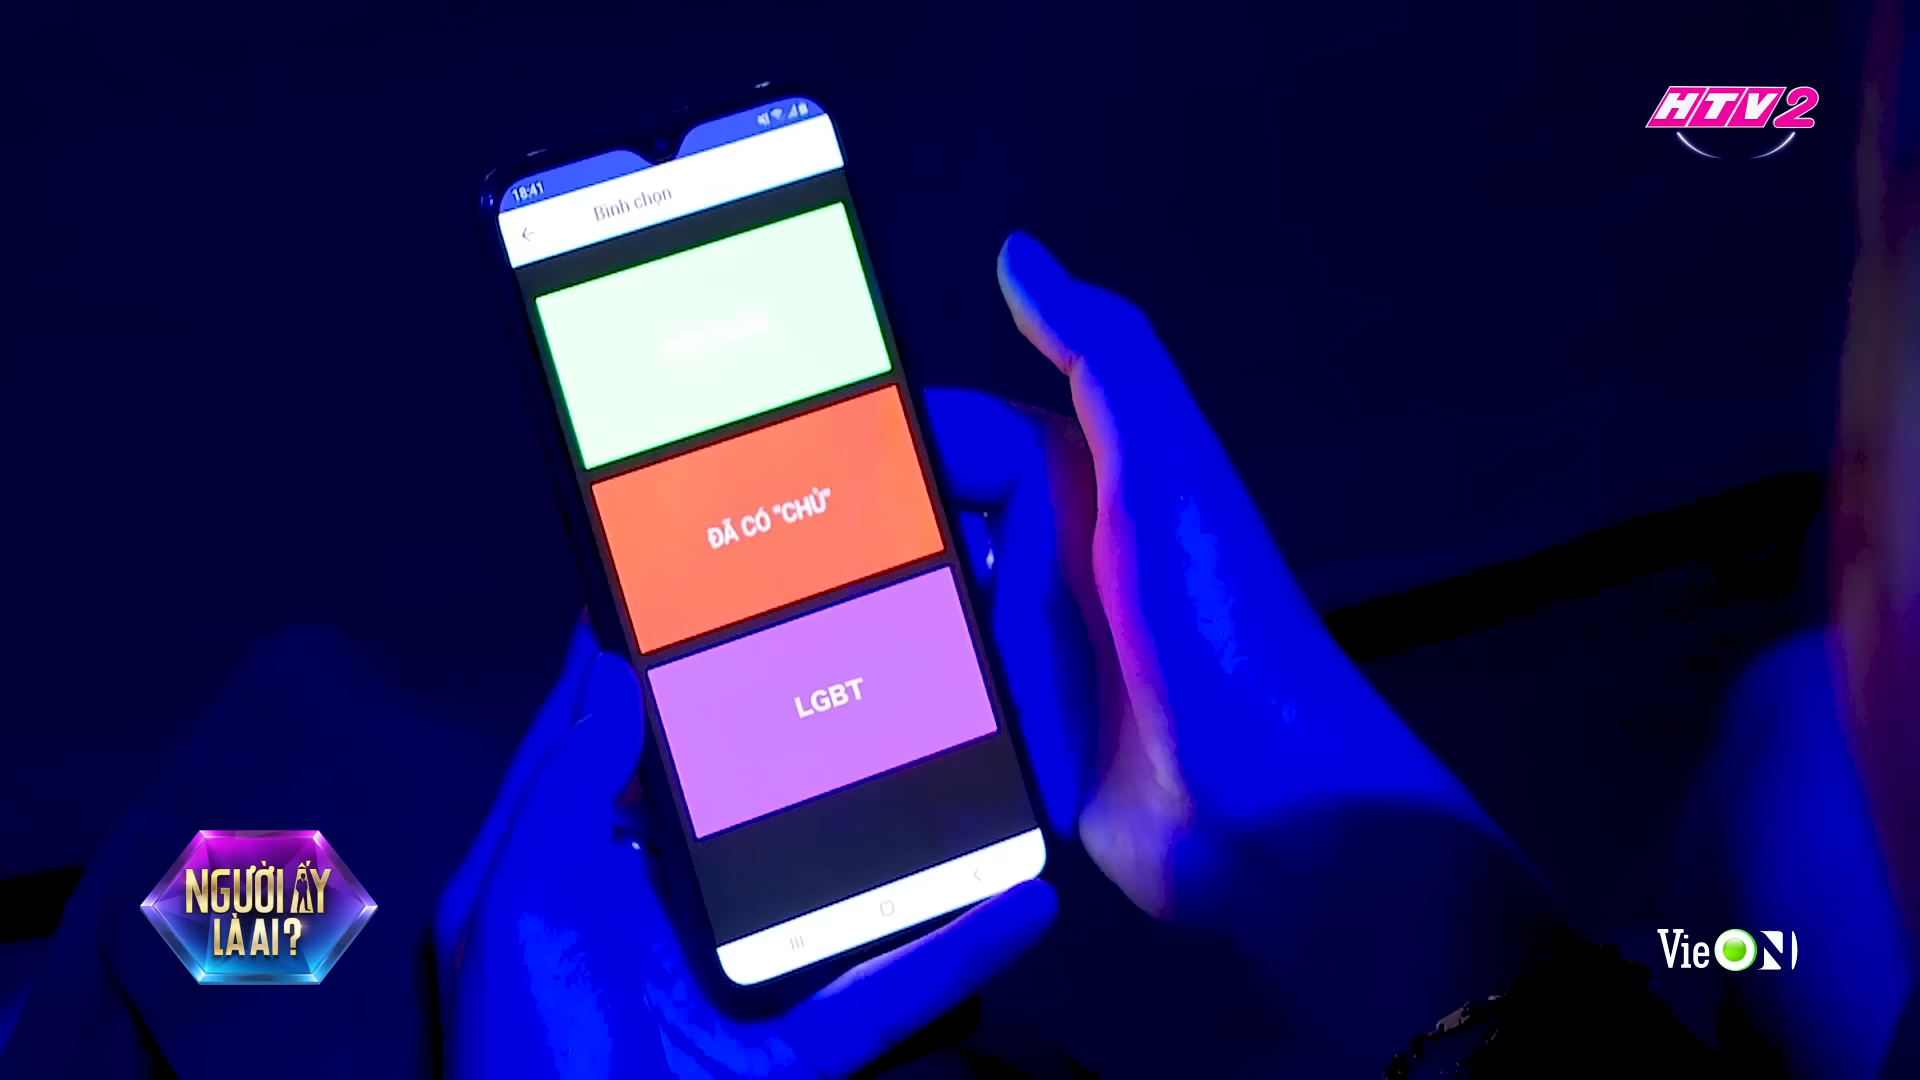 HTV2
18:41
Bình chọn
ĐÃ CÓ "CHỦ"
LGBT
NGƯỜI ẤY
LÀ AI?
VieON